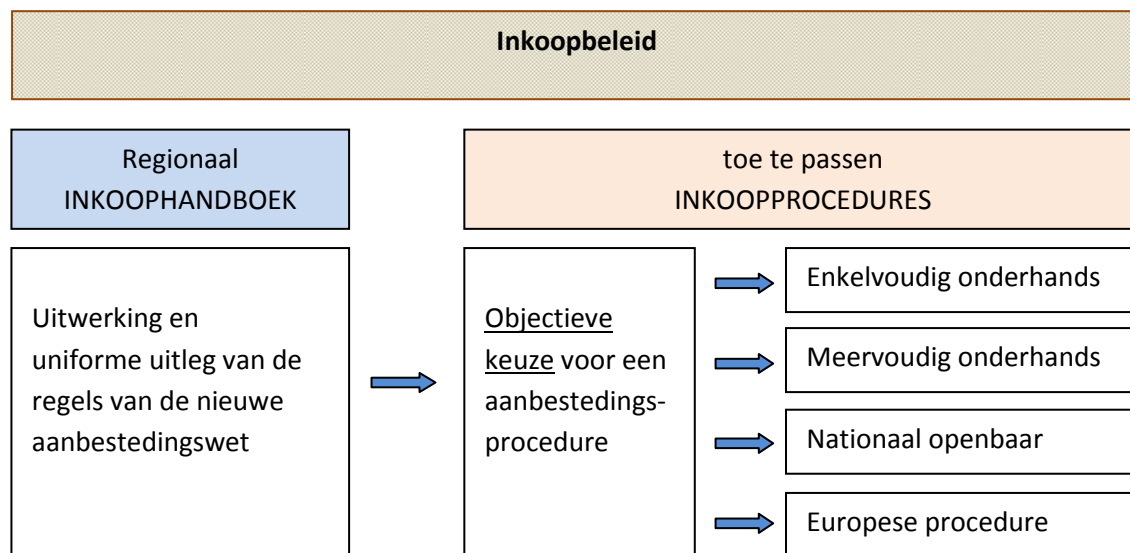 Inkoopbeleid
Regionaal
INKOOPHANDBOEK
toe te passen
INKOOPPROCEDURES
Uitwerking en
uniforme uitleg van de
regels van de nieuwe
aanbestedingswet
Objectieve
keuze voor een
aanbestedings-
procedure
Enkelvoudig onderhands
Meervoudig onderhands
Nationaal openbaar
Europese procedure